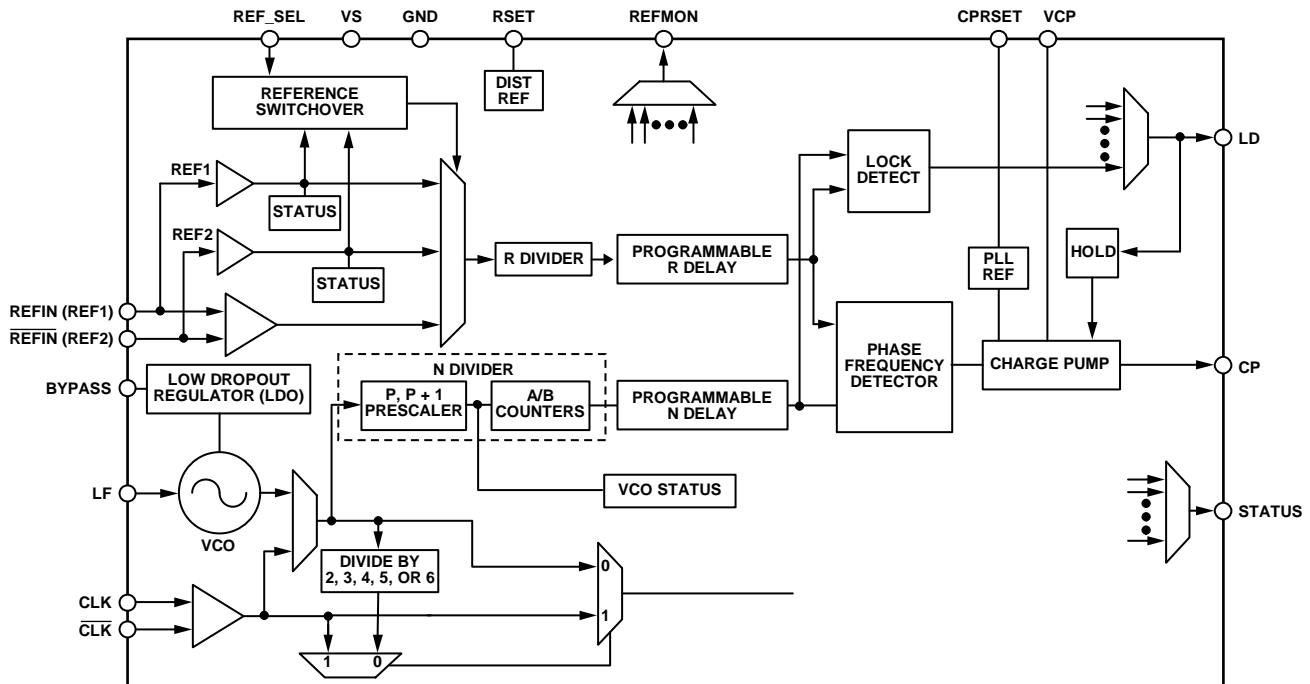 REF_SEL
VS
GND
RSET
REFMON
CPRSET
VCP
DIST
REF
REFERENCE
SWITCHOVER
LD
LOCK
DETECT
REF1
STATUS
REF2
STATUS
R DIVIDER
PROGRAMMABLE
R DELAY
PLL
REF
HOLD
REFIN (REF1)
REFIN (REF2)
PHASE
FREQUENCY
DETECTOR
CHARGE PUMP
CP
BYPASS
LOW DROPOUT
REGULATOR (LDO)
N DIVIDER
P, P + 1
PRESCALER
A/B
COUNTERS
PROGRAMMABLE
N DELAY
LF
VCO
VCO STATUS
STATUS
DIVIDE BY
2, 3, 4, 5, OR 6
0
1
CLK
CLK
1
0